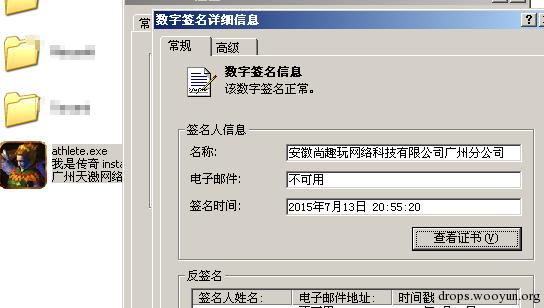 数字签名详细信息
常
常规
高级
数字签名信息
该数字签名正常。
签名人信息
名称:
安徽尚趣玩网络科技有限公司广州分公司
电子邮件:
不可用
签名时间:
2015年7月13日 20:55:20
查看证书(V)
反签名
签名人姓名:
电子邮件地址:
时间戳
athlete.exe
我是传奇 insta
广州天邀网络
drops.wooyun.org